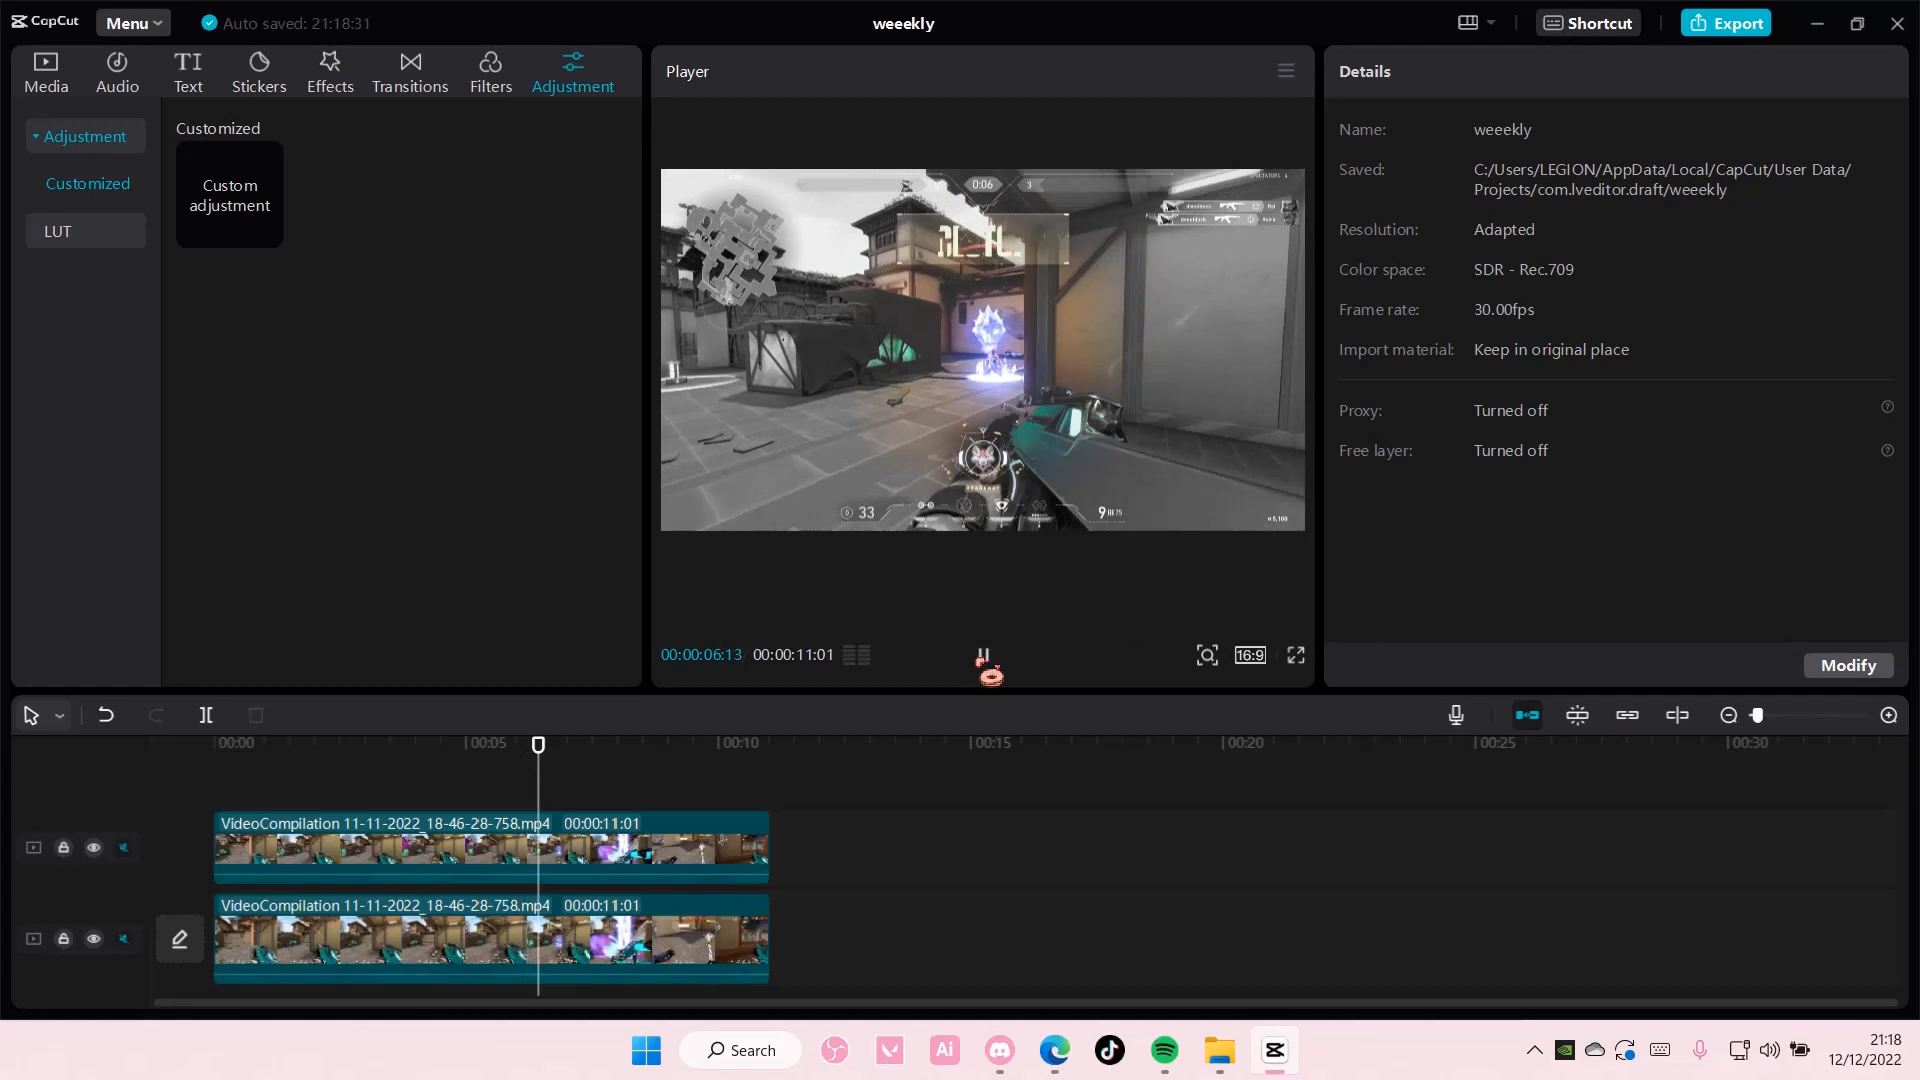 CapCut
Menu
Auto saved: 21:18:31
weeekly
Shortcut
Export
Media
Audio
TI
Text
Stickers
Effects
Transitions
Filters
Adjustment
Player
Details
Adjustment
Customized
LUT
Customized
Custom
adjustment
0:06
3
33
9
75
Name:
weeekly
Saved:
C:/Users/LEGION/AppData/Local/CapCut/User Data/
Projects/com.lveditor.draft/weeekly
Resolution:
Adapted
Color space:
SDR - Rec.709
Frame rate:
30.00fps
Import material:
Keep in original place
Proxy:
Turned off
Free layer:
Turned off
00:00:06:13
00:00:11:01
16:9
Modify
00:00
00:05
00:10
00:15
00:20
00:25
00:30
VideoCompilation 11-11-2022_18-46-28-758.mp4 00:00:11:01
VideoCompilation 11-11-2022_18-46-28-758.mp4 00:00:11:01
Search
Ai
21:18
12/12/2022